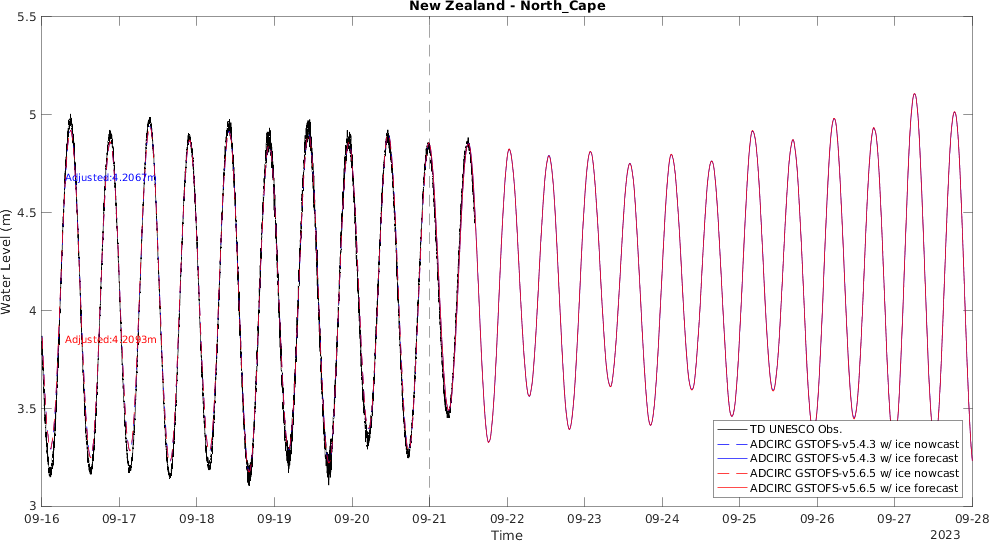 New Zealand - North_Cape
5.5
5
4.5
4
3.5
3
Water Level (m)
Adjusted:4.2067m
Adjusted:4.2093m
TD UNESCO Obs.
ADCIRC GSTOFS-v5.4.3 w/ ice nowcast
ADCIRC GSTOFS-v5.4.3 w/ ice forecast
ADCIRC GSTOFS-v5.6.5 w/ ice nowcast
ADCIRC GSTOFS-v5.6.5 w/ ice forecast
09-16 09-17 09-18 09-19 09-20 09-21 09-22 09-23 09-24 09-25 09-26 09-27 09-28
Time
2023